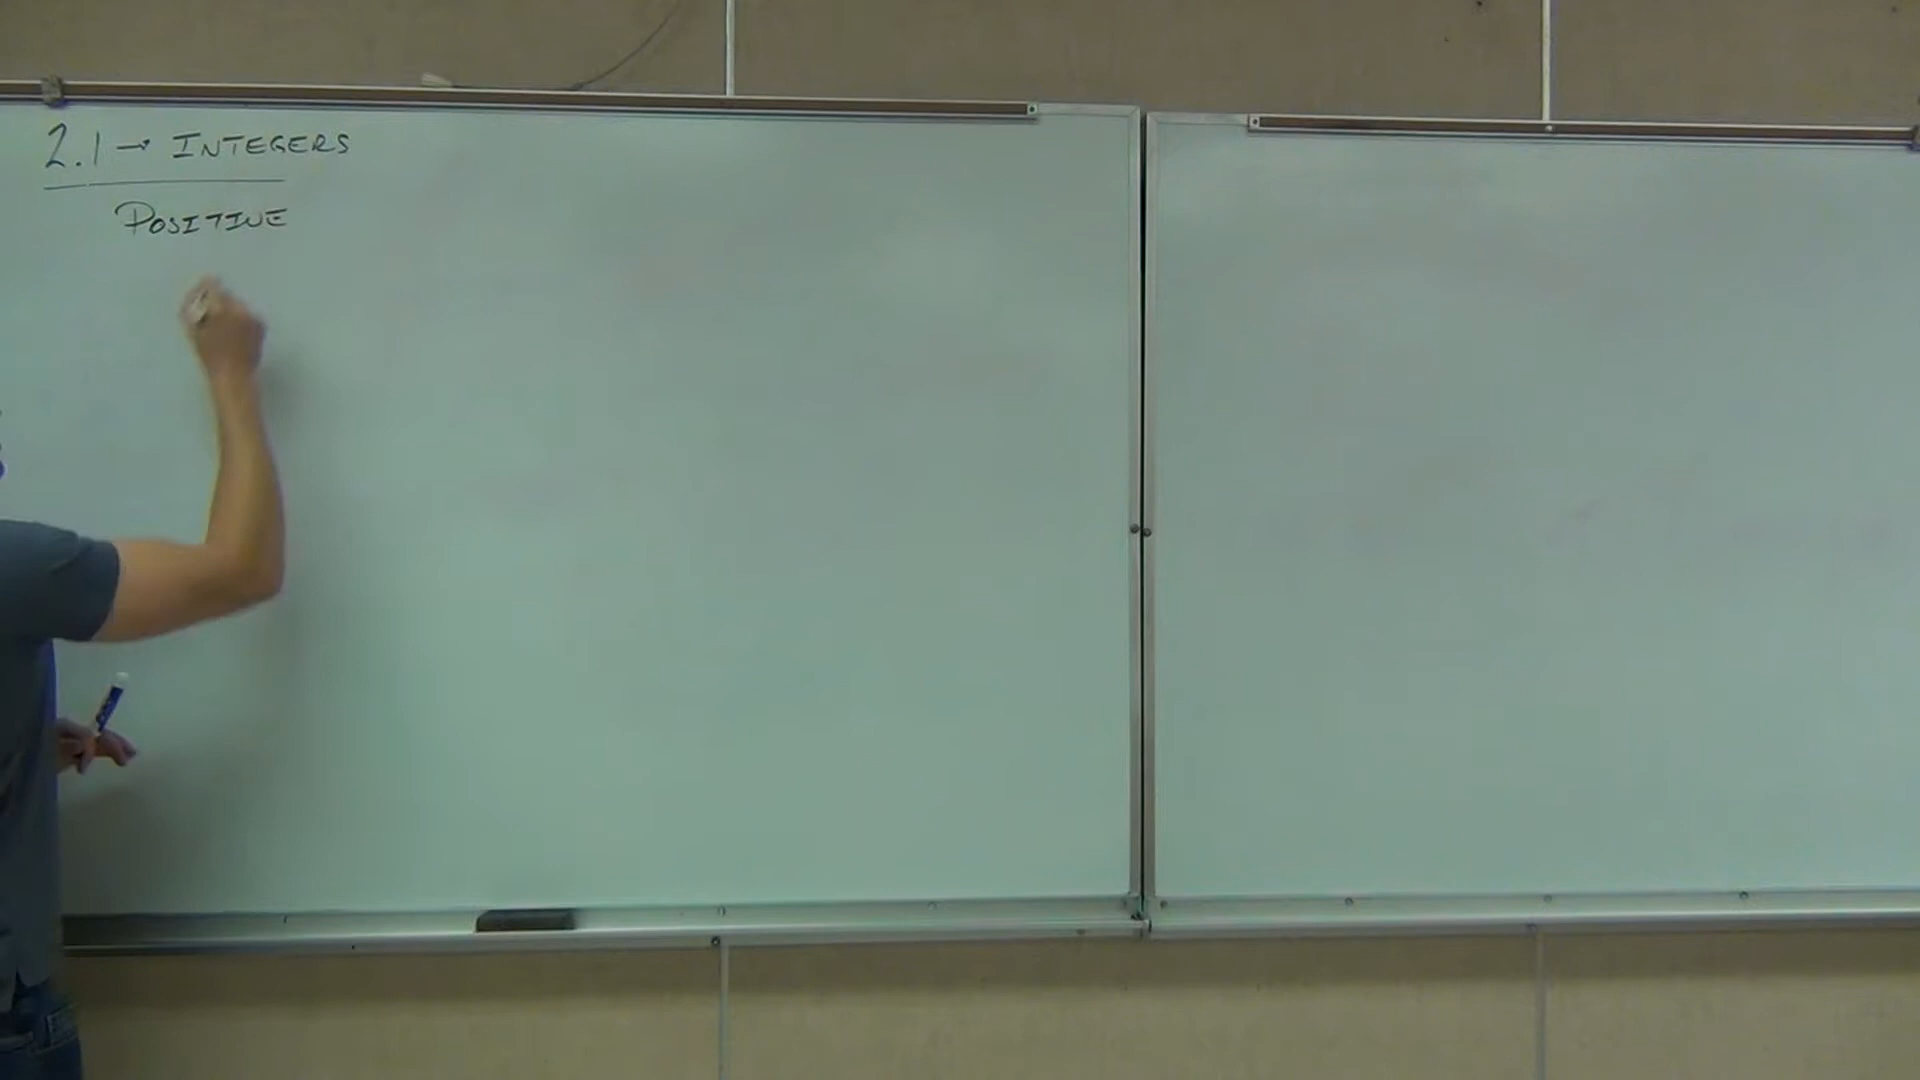 2.1 → INTEGERS
POSITIVE